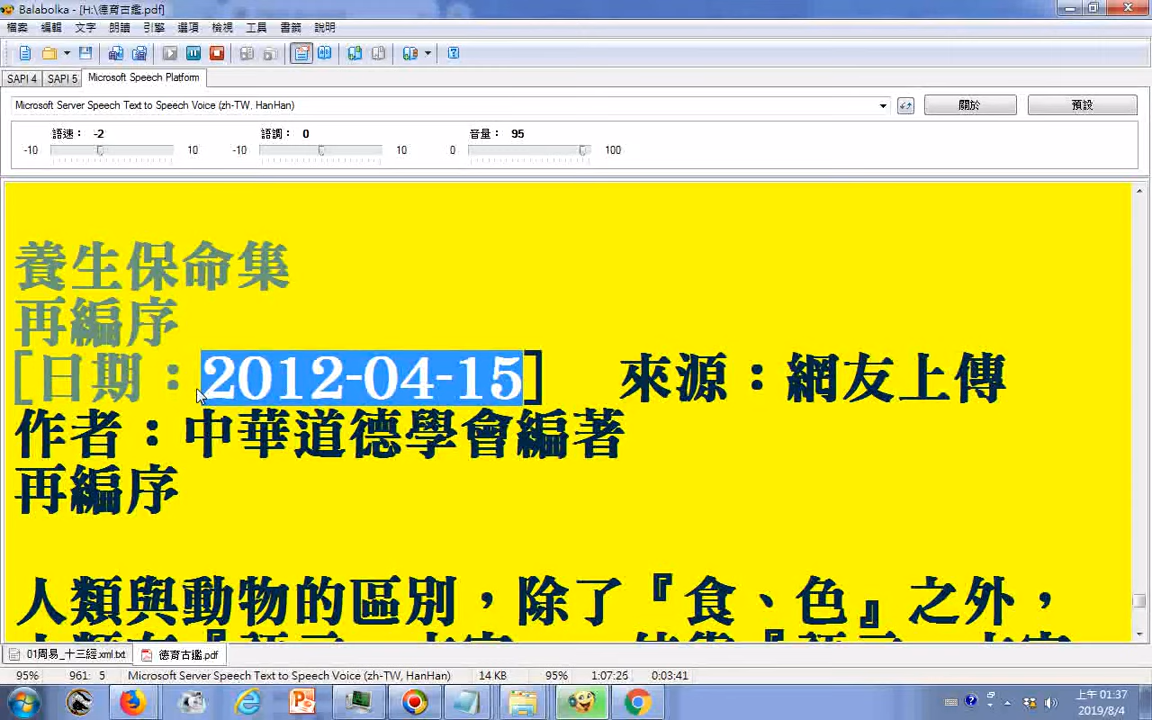 Balabolka - [H:\德育古鑑.pdf]
檔案 編輯 文字 朗讀 引擎 選項 檢視 工具 書籤 說明
SAPI 4 SAPI 5 Microsoft Speech Platform
Microsoft Server Speech Text to Speech Voice (zh-TW, HanHan) 關於 預設
語速： -2 語調： 0 音量： 95
-10 10 -10 10 0 100
養生保命集
再編序
[日期：2012-04-15] 來源：網友上傳
作者：中華道德學會編著
再編序
人類與動物的區別，除了『食、色』之外，
01周易_十三經.xml.txt 德育古鑑.pdf
95% 961: 5 Microsoft Server Speech Text to Speech Voice (zh-TW, HanHan) 14 KB 95% 1:07:25 0:03:41
上午 01:37
2019/8/4